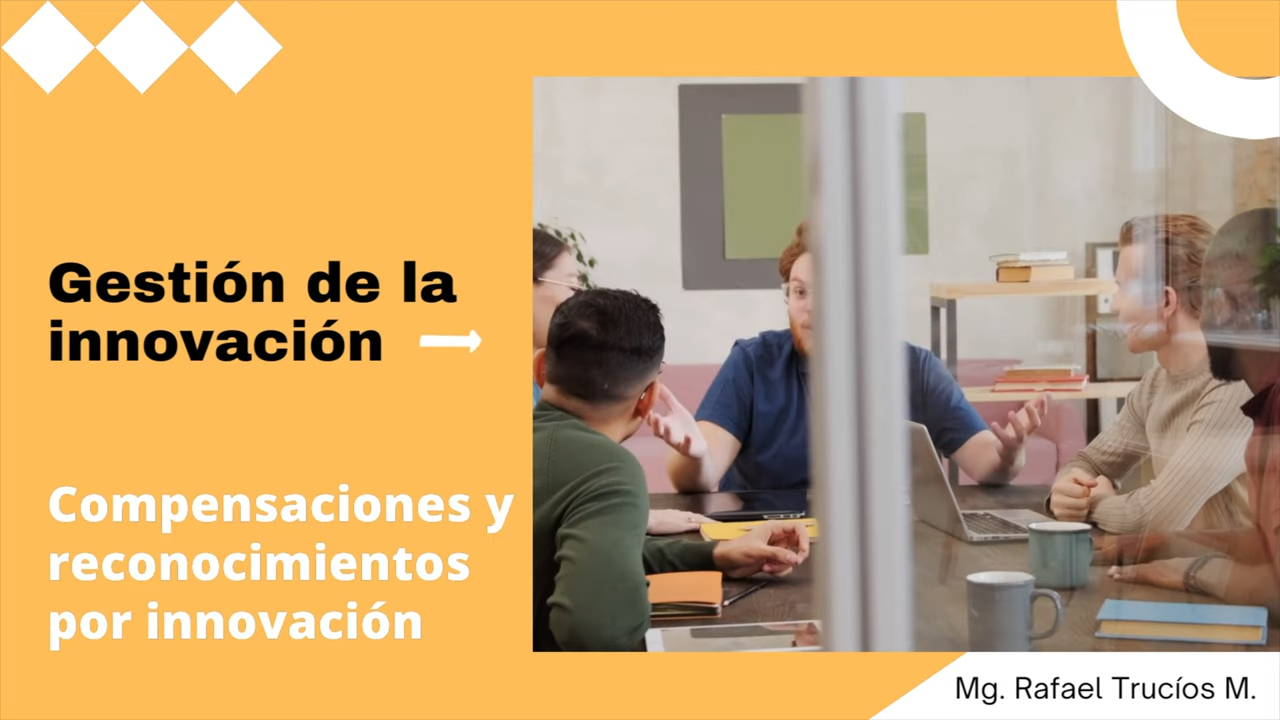 Gestión de la
innovación
Compensaciones y
reconocimientos
por innovación
Mg. Rafael Trucíos M.